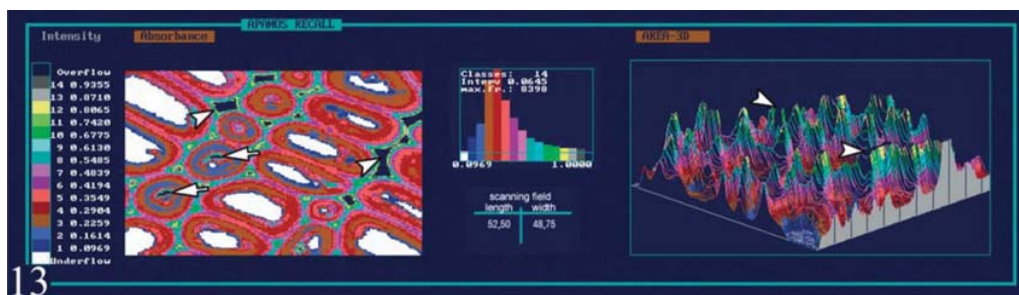 APAMOS RECALL
Intensity
Absorbance
AREA-3D
Overflow
14 0.9355
13 0.8710
12 0.8065
11 0.7420
10 0.6775
9 0.6130
8 0.5485
7 0.4839
6 0.4194
5 0.3549
4 0.2904
3 0.2259
2 0.1614
1 0.0969
Underflow
Classes: 14
Interv 0.0645
max.fr.: 8398
0.0969 1.0000
scanning field
length width
52,50 48,75
13